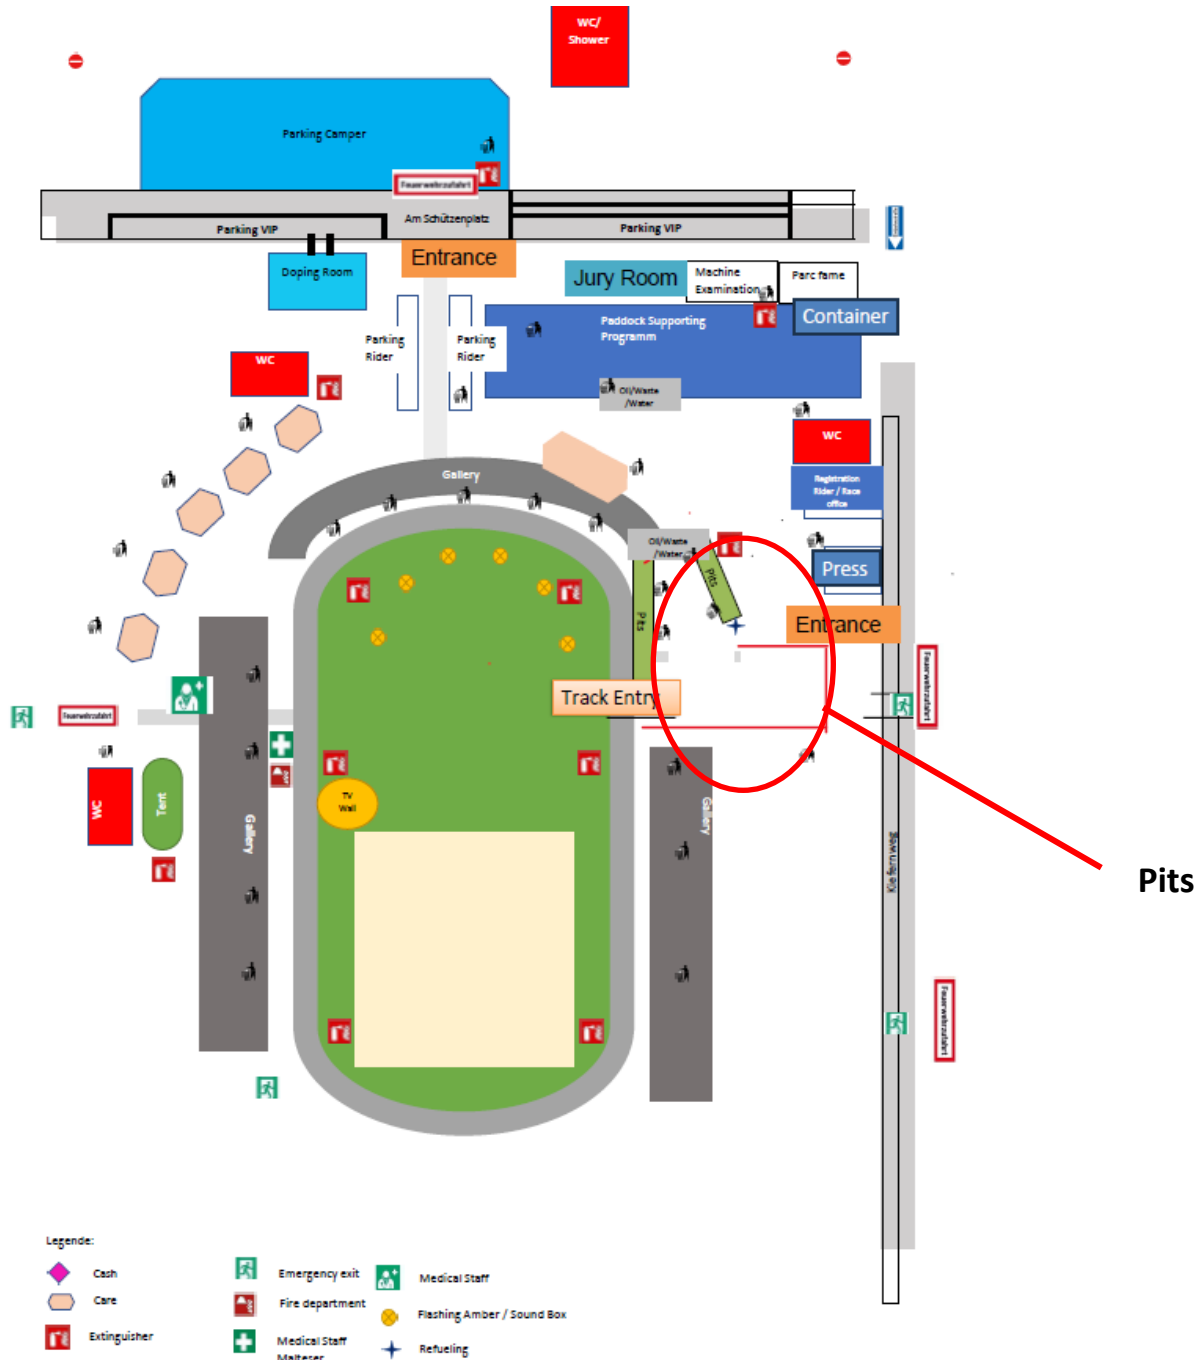 WC/
Shower
Parking Camper
Feuerwehrzufahrt
Am Schützenplatz
Parking VIP
Parking VIP
Entrance
Doping Room
Jury Room
Machine
Examination
Parc fame
Container
Paddock Supporting
Programm
Parking
Rider
Parking
Rider
Oil/Waste
/Water
WC
WC
Gallery
Registration
Rider / Race
office
Oil/Waste
/Water
Pits
Pits
Press
Entrance
Track Entry
Feuerwehrzufahrt
Feuerwehrzufahrt
TV
Wall
WC
Tent
Gallery
Gallery
Kiefernweg
Pits
Feuerwehrzufahrt
Legende:
Cash
Care
Extinguisher
Emergency exit
Fire department
Medical Staff
Malteser
Medical Staff
Flashing Amber / Sound Box
Refueling